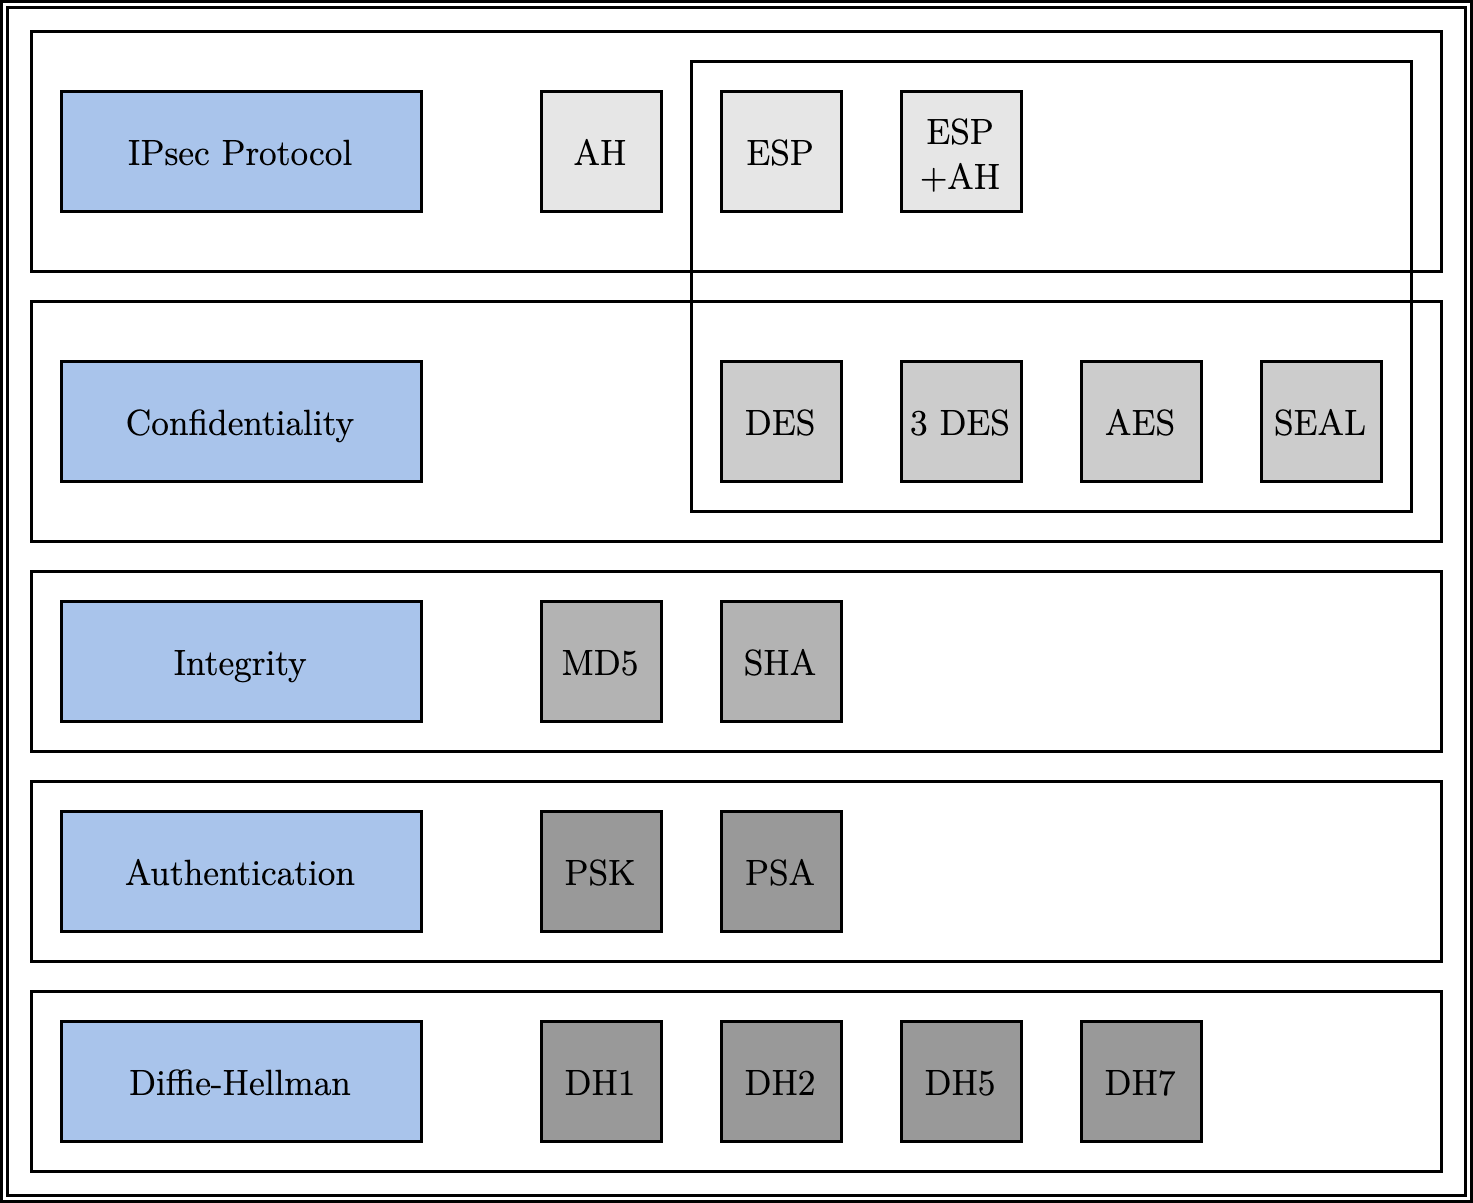 IPsec Protocol
AH
ESP
ESP
+AH
Confidentiality
DES
3 DES
AES
SEAL
Integrity
MD5
SHA
Authentication
PSK
PSA
Diffie-Hellman
DH1
DH2
DH5
DH7